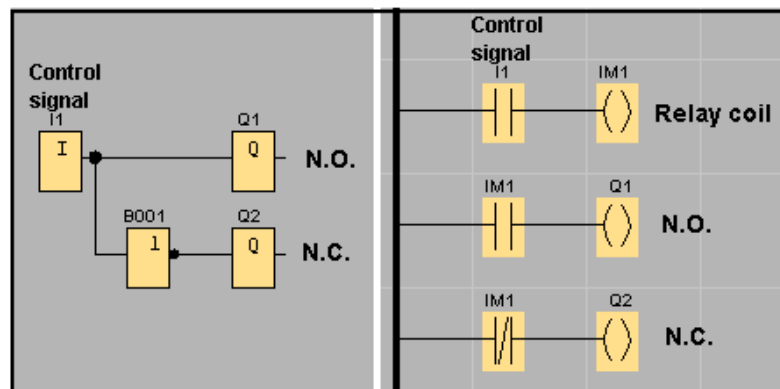 Control
signal
I1
I
Q1
Q
N.O.
B001
1
Q2
Q
N.C.
Control
signal
I1
IM1
Relay coil
IM1
Q1
N.O.
IM1
Q2
N.C.